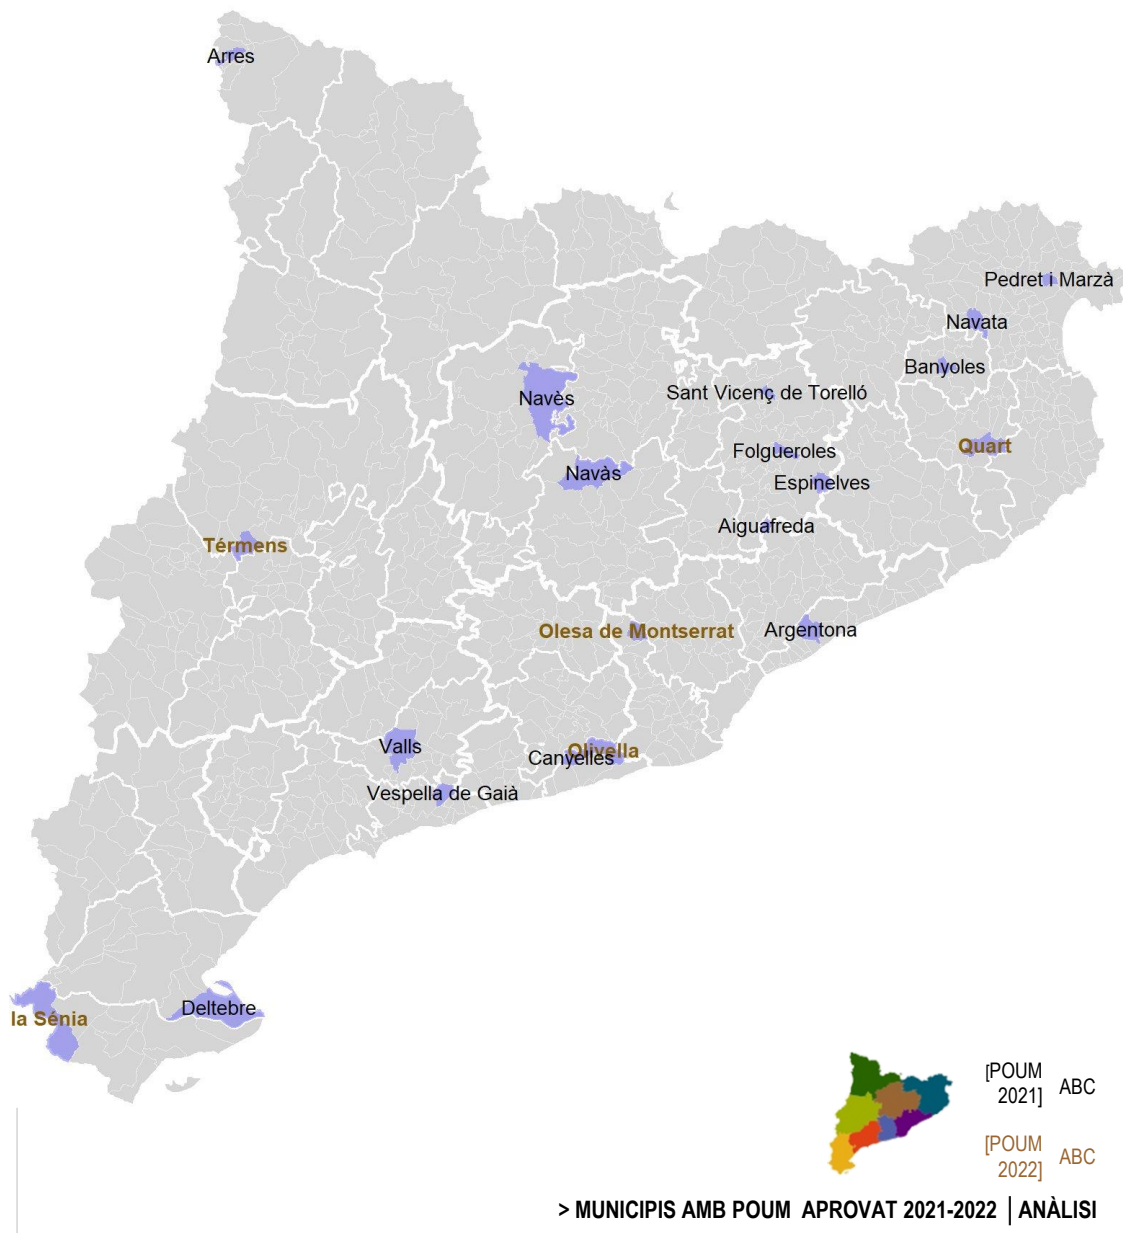 Arres
Pedret i Marzà
Navata
Banyoles
Sant Vicenç de Torelló
Navès
Quart
Folgueroles
Navàs
Espinelves
Aiguafreda
Térmens
Olesa de Montserrat
Argentona
Valls
Olivella
Canyelles
Vespella de Gaià
Deltebre
la Sénia
[POUM
2021]
ABC
[POUM
2022]
ABC
> MUNICIPIS AMB POUM APROVAT 2021-2022 | ANÀLISI